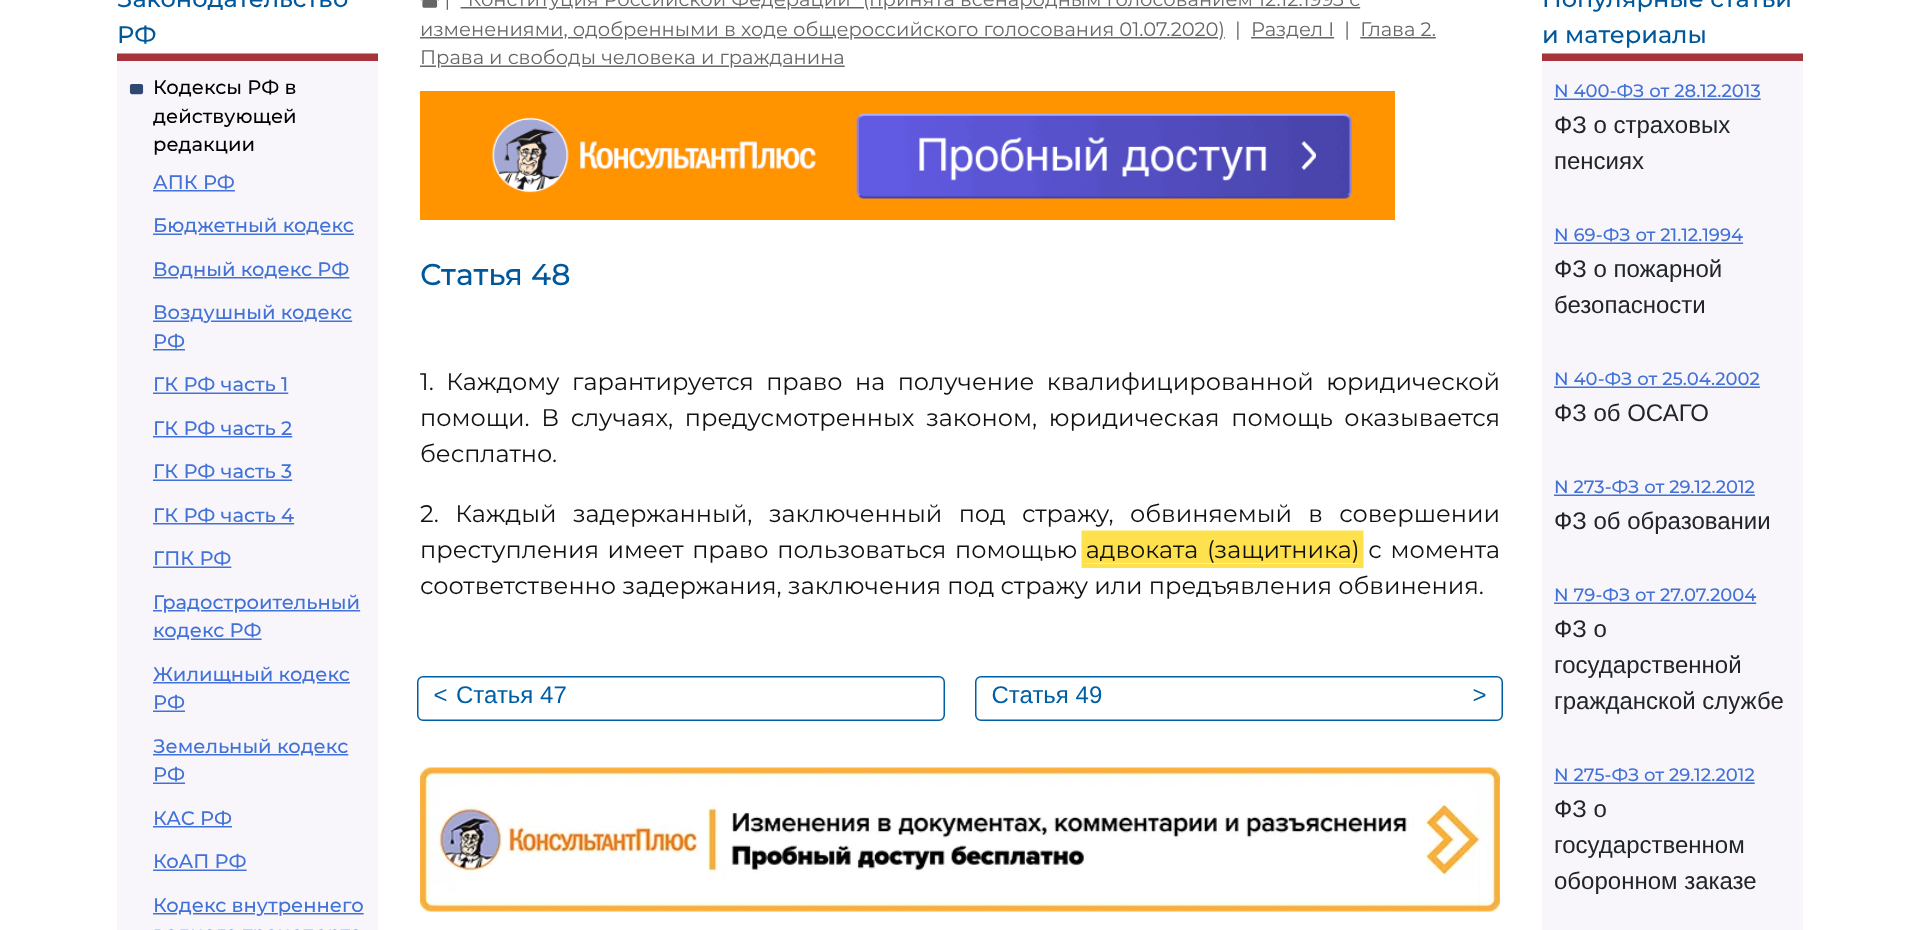 Законодательство
РФ
Кодексы РФ в
действующей
редакции
АПК РФ
Бюджетный кодекс
Водный кодекс РФ
Воздушный кодекс
РФ
ГК РФ часть 1
ГК РФ часть 2
ГК РФ часть 3
ГК РФ часть 4
ГПК РФ
Градостроительный
кодекс РФ
Жилищный кодекс
РФ
Земельный кодекс
РФ
КАС РФ
КоАП РФ
Кодекс внутреннего
| "Конституция Российской Федерации" (принята всенародным голосованием 12.12.1993 с
изменениями, одобренными в ходе общероссийского голосования 01.07.2020) | Раздел I | Глава 2.
Права и свободы человека и гражданина
КонсультантПлюс Пробный доступ >
Статья 48
1. Каждому гарантируется право на получение квалифицированной юридической
помощи. В случаях, предусмотренных законом, юридическая помощь оказывается
бесплатно.
2. Каждый задержанный, заключенный под стражу, обвиняемый в совершении
преступления имеет право пользоваться помощью адвоката (защитника) с момента
соответственно задержания, заключения под стражу или предъявления обвинения.
< Статья 47
Статья 49 >
КонсультантПлюс
Изменения в документах, комментарии и разъяснения
Пробный доступ бесплатно
Популярные статьи
и материалы
N 400-ФЗ от 28.12.2013
ФЗ о страховых
пенсиях
N 69-ФЗ от 21.12.1994
ФЗ о пожарной
безопасности
N 40-ФЗ от 25.04.2002
ФЗ об ОСАГО
N 273-ФЗ от 29.12.2012
ФЗ об образовании
N 79-ФЗ от 27.07.2004
ФЗ о
государственной
гражданской службе
N 275-ФЗ от 29.12.2012
ФЗ о
государственном
оборонном заказе